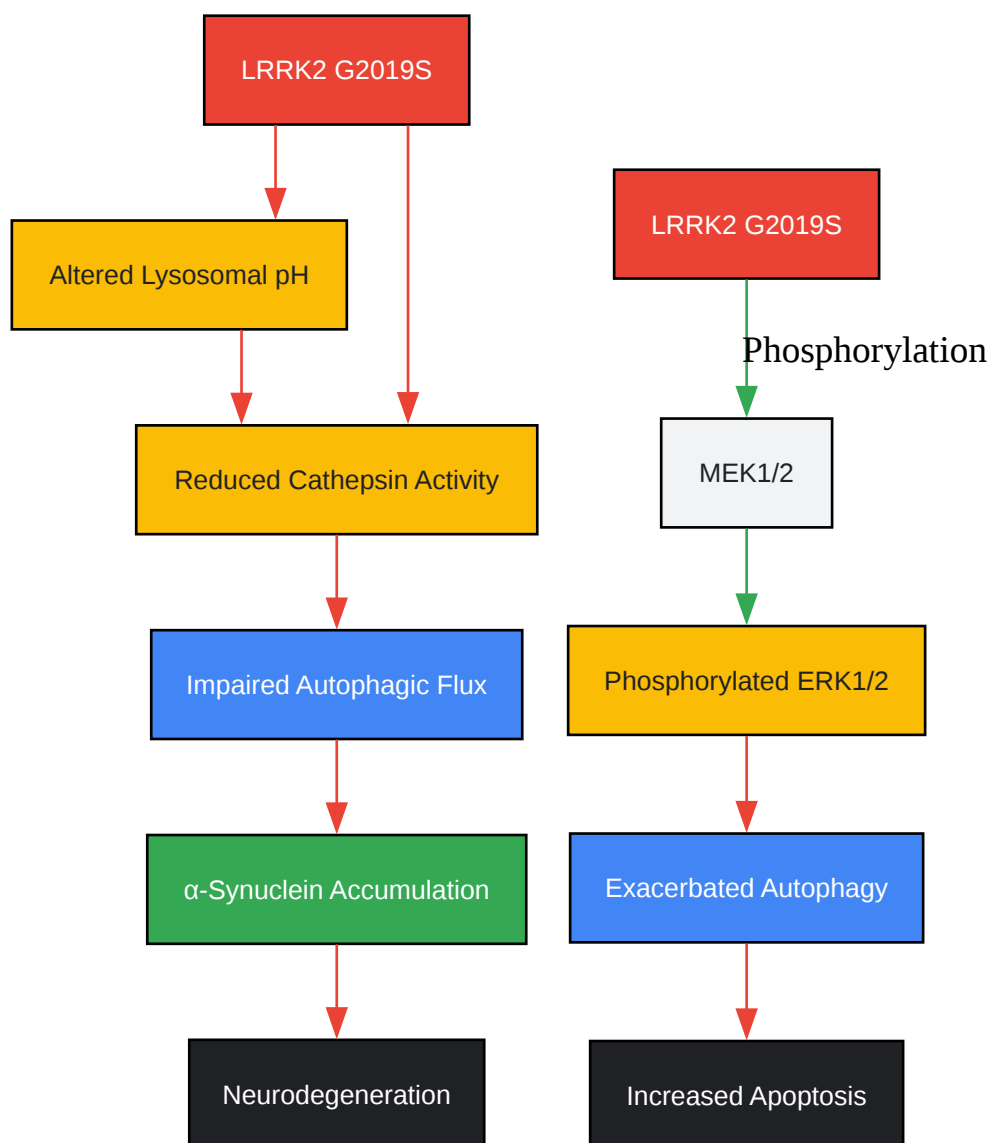 LRRK2 G2019S
Altered Lysosomal pH
Reduced Cathepsin Activity
Impaired Autophagic Flux
α-Synuclein Accumulation
Neurodegeneration
LRRK2 G2019S
Phosphorylation
MEK1/2
Phosphorylated ERK1/2
Exacerbated Autophagy
Increased Apoptosis